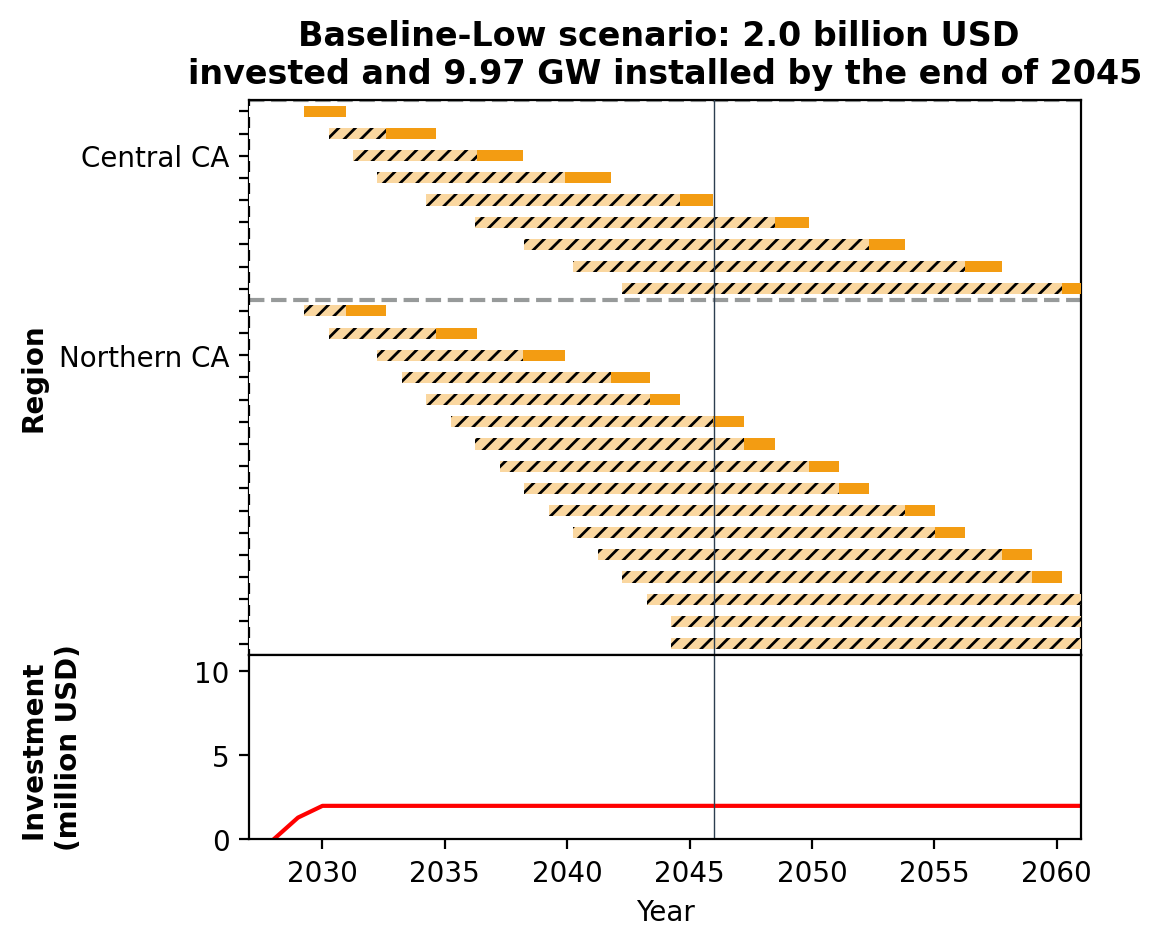 Baseline-Low scenario: 2.0 billion USD
invested and 9.97 GW installed by the end of 2045
Region
Central CA
Northern CA
Investment
(million USD)
10
5
0
2030 2035 2040 2045 2050 2055 2060
Year